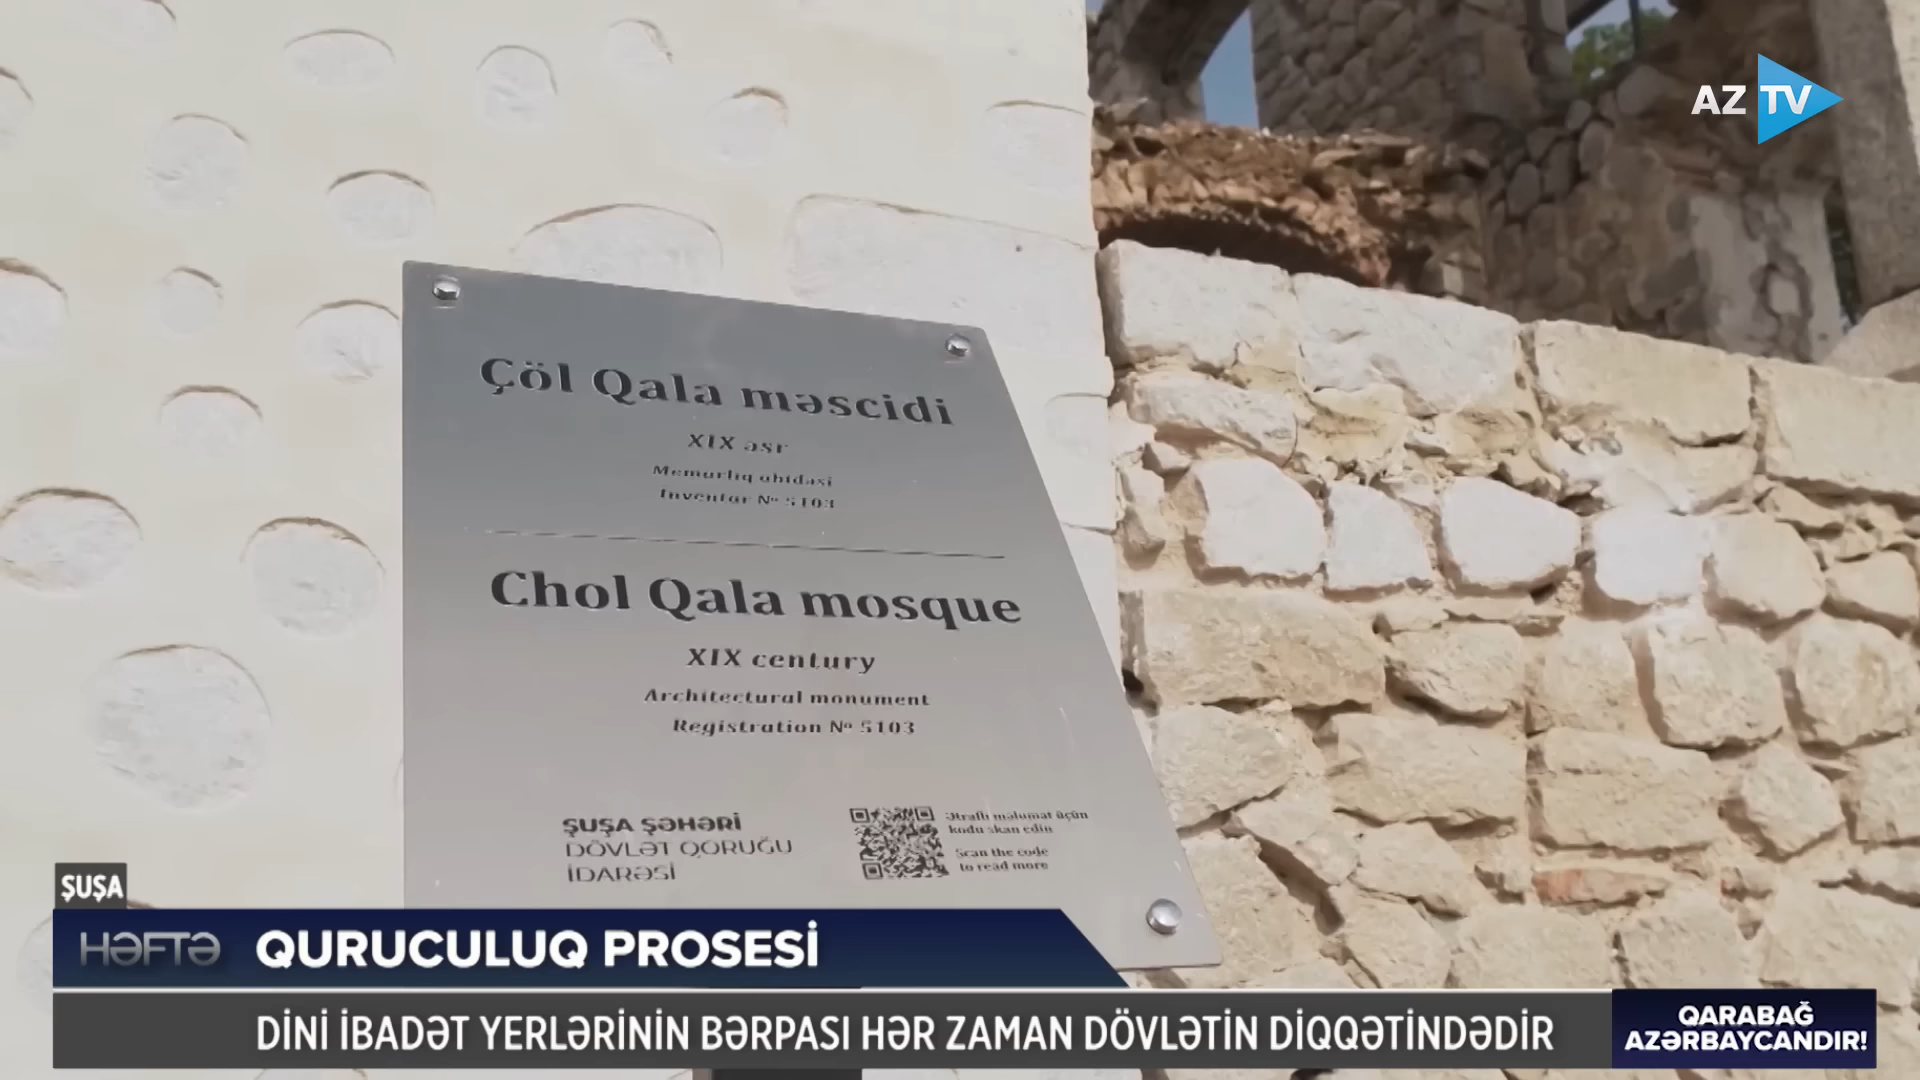 AZ TV
Çöl Qala məscidi
XIX əsr
Memarlıq abidəsi
İnventar № 5103
Chol Qala mosque
XIX century
Architectural monument
Registration № 5103
ŞUŞA ŞƏHƏRİ
DÖVLƏT QORUĞU
İDARƏSİ
Ətraflı məlumat üçün
kodu skan edin
Scan the code
to read more
ŞUŞA
HƏFTƏ
QURUCULUQ PROSESİ
DİNİ İBADƏT YERLƏRİNİN BƏRPASI HƏR ZAMAN DÖVLƏTİN DİQQƏTİNDƏDİR
QARABAĞ
AZƏRBAYCANDIR!